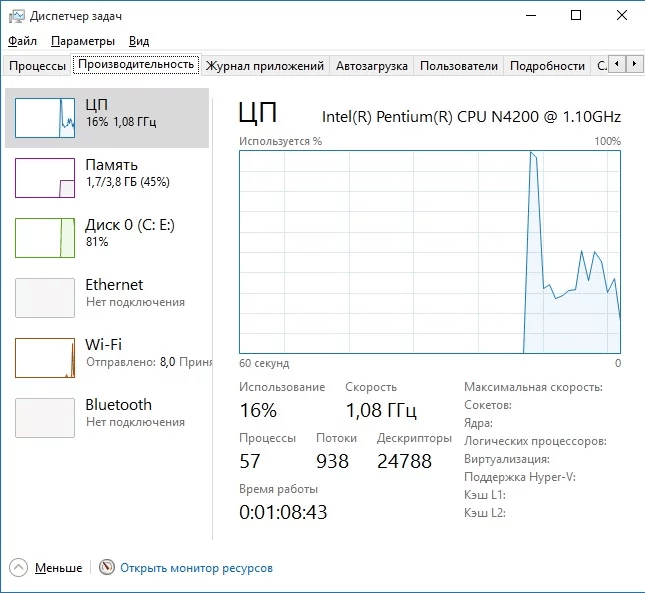 Диспетчер задач
Файл Параметры Вид
Процессы Производительность Журнал приложений Автозагрузка Пользователи Подробности С.
ЦП
16% 1,08 ГГц
Память
1,7/3,8 ГБ (45%)
Диск 0 (C: E:)
81%
Ethernet
Нет подключения
Wi-Fi
Отправлено: 8,0 Приня
Bluetooth
Нет подключения
ЦП Intel(R) Pentium(R) CPU N4200 @ 1.10GHz
Используется % 100%
60 секунд 0
Использование Скорость
16% 1,08 ГГц
Процессы Потоки Дескрипторы
57 938 24788
Время работы
0:01:08:43
Максимальная скорость:
Сокетов:
Ядра:
Логических процессоров:
Виртуализация:
Поддержка Hyper-V:
Кэш L1:
Кэш L2:
Меньше Открыть монитор ресурсов